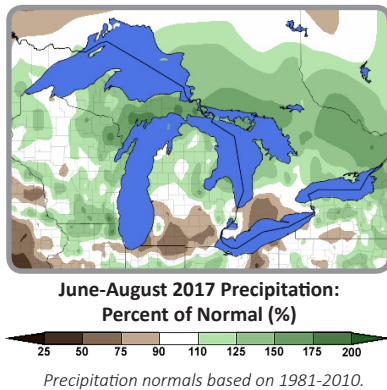 June-August 2017 Precipitation:
Percent of Normal (%)
25 50 75 90 110 125 150 175 200
Precipitation normals based on 1981-2010.